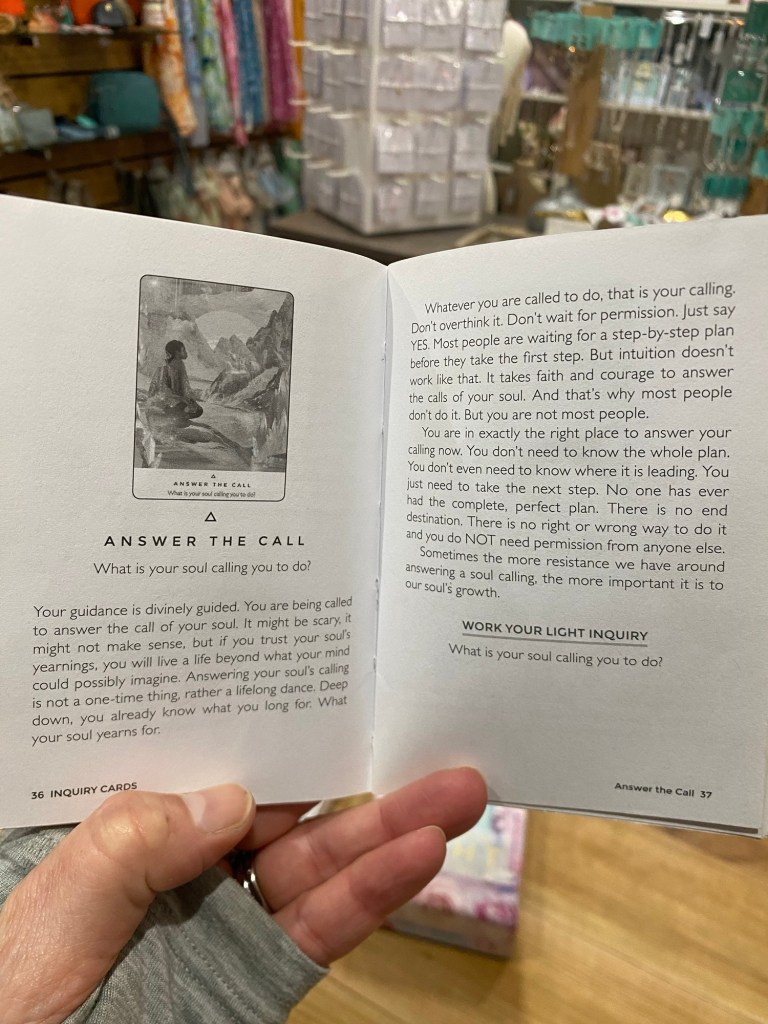 ANSWER THE CALL
What is your soul calling you to do?
ANSWER THE CALL
What is your soul calling you to do?
Your guidance is divinely guided. You are being called
to answer the call of your soul. It might be scary, it
might not make sense, but if you trust your soul's
yearnings, you will live a life beyond what your mind
could possibly imagine. Answering your soul's calling
is not a one-time thing, rather a lifelong dance. Deep
down, you already know what you long for. What
your soul yearns for.
36 INQUIRY CARDS
Whatever you are called to do, that is your calling.
Don't overthink it. Don't wait for permission. Just say
YES. Most people are waiting for a step-by-step plan
before they take the first step. But intuition doesn't
work like that. It takes faith and courage to answer
the calls of your soul. And that's why most people
don't do it. But you are not most people.
You are in exactly the right place to answer your
calling now. You don't need to know the whole plan.
You don't even need to know where it is leading. You
just need to take the next step. No one has ever
had the complete, perfect plan. There is no end
destination. There is no right or wrong way to do it
and you do NOT need permission from anyone else.
Sometimes the more resistance we have around
answering a soul calling, the more important it is to
our soul's growth.
WORK YOUR LIGHT INQUIRY
What is your soul calling you to do?
Answer the Call 37